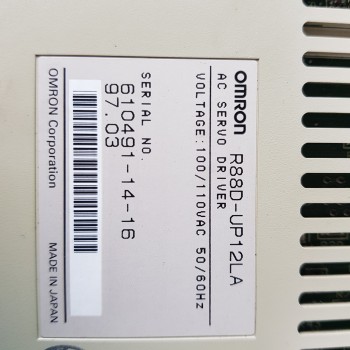 OMRON R88D-UP12LA
AC SERVO DRIVER
VOLTAGE:100/110VAC 50/60Hz
SERIAL NO.
610491-14-16
97.03
OMRON Corporation MADE IN JAPAN